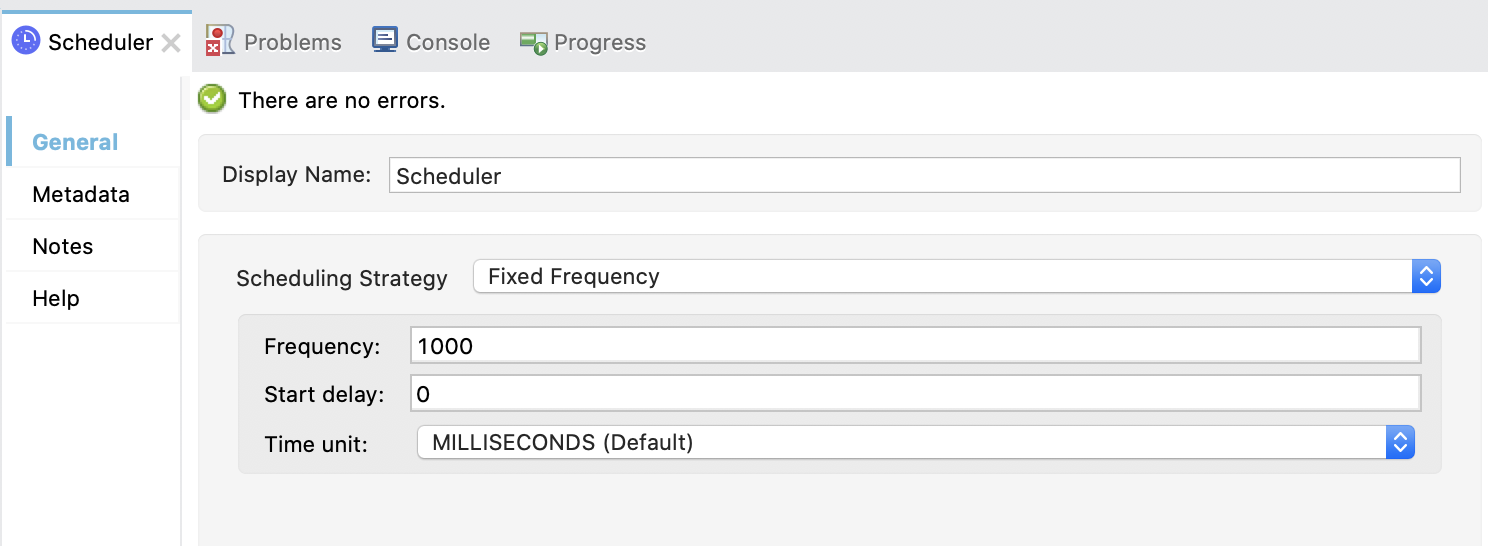 Scheduler
Problems
Console
Progress
There are no errors.
General
Metadata
Notes
Help
Display Name: Scheduler
Scheduling Strategy Fixed Frequency
Frequency: 1000
Start delay: 0
Time unit: MILLISECONDS (Default)